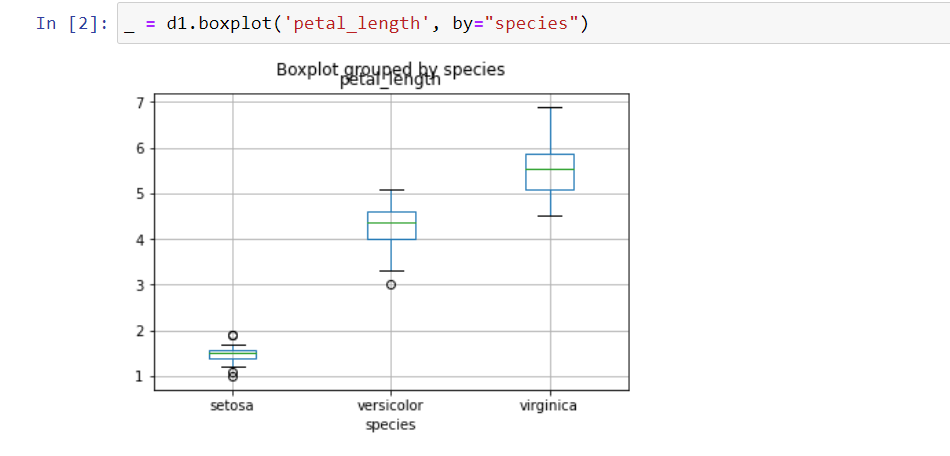 In [2]: _ = d1.boxplot('petal_length', by="species")
Boxplot grouped by species
petal_length
7
6
5
4
3
2
1
setosa versicolor virginica
species